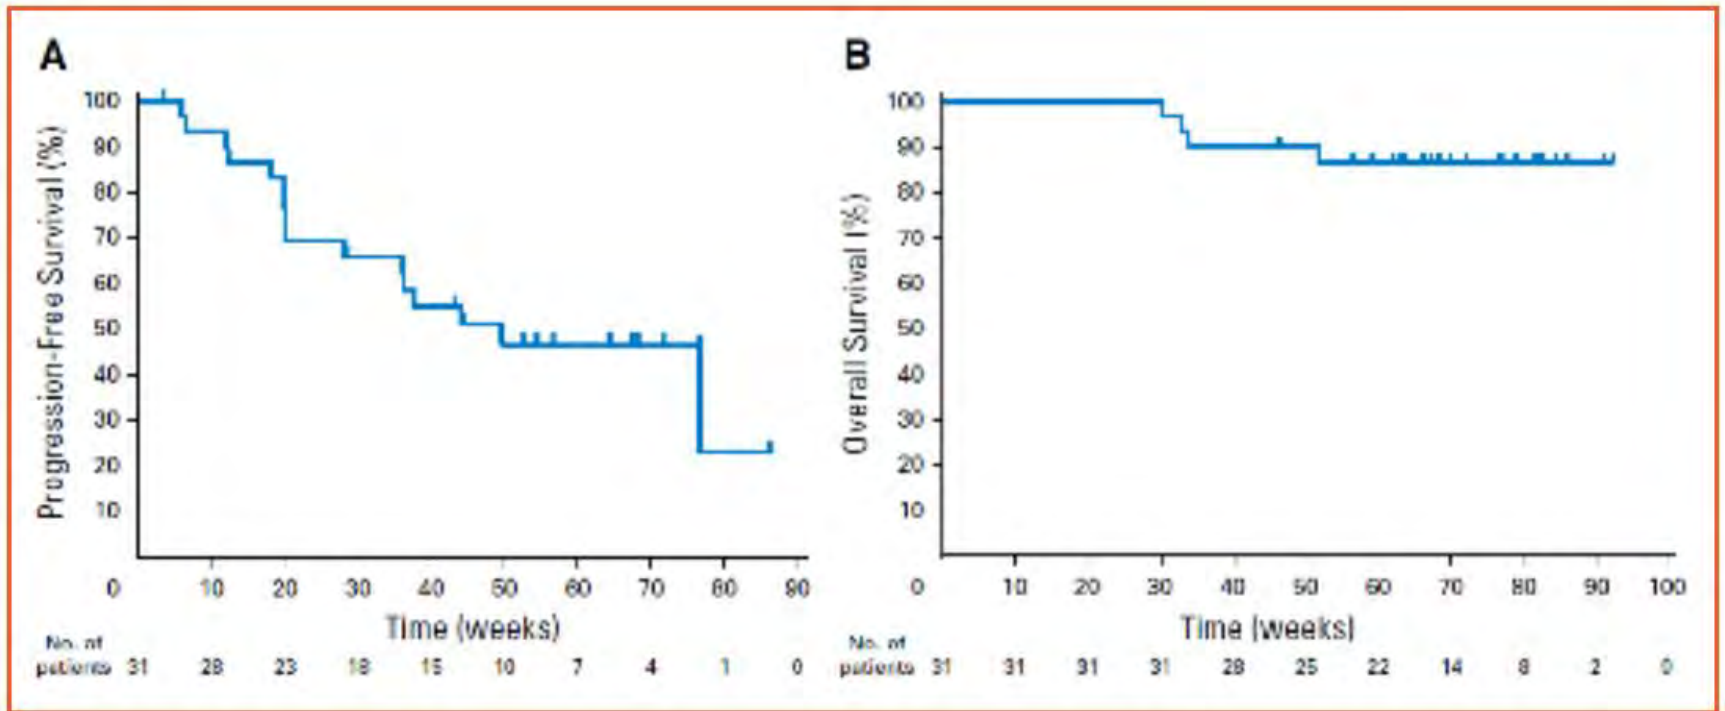 A
Progression-Free Survival (%)
100
90
80
70
60
50
40
30
20
10
0 10 20 30 40 50 60 70 80 90
Time (weeks)
No. of
patients 31 28 23 18 15 10 7 4 1 0
B
Overall Survival (%)
100
90
80
70
60
50
40
30
20
10
0 10 20 30 40 50 60 70 80 90 100
Time (weeks)
No. of
patients 31 31 31 31 28 25 22 14 8 2 0